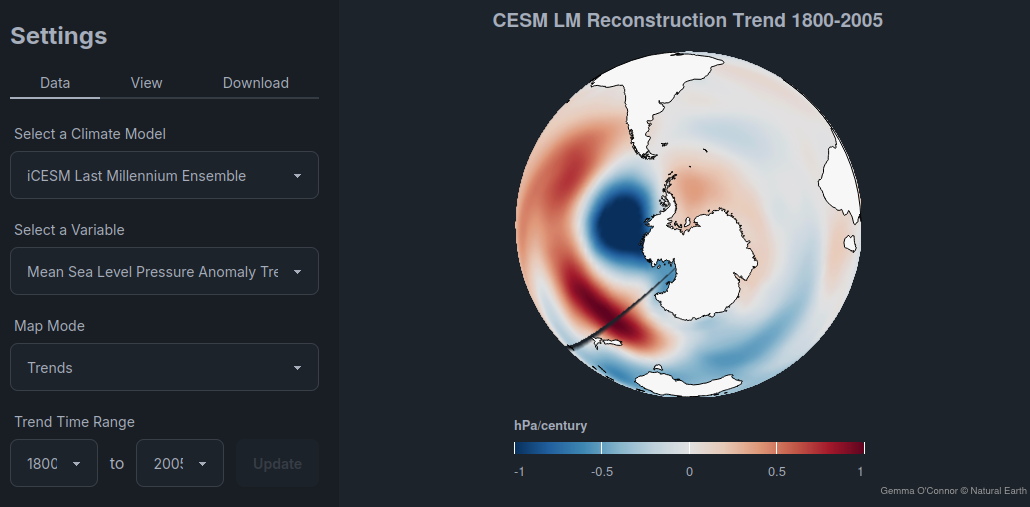 Settings
Data View Download
Select a Climate Model
iCESM Last Millennium Ensemble
Select a Variable
Mean Sea Level Pressure Anomaly Tre
Map Mode
Trends
Trend Time Range
1800 to 2005 Update
CESM LM Reconstruction Trend 1800-2005
hPa/century
-1 -0.5 0 0.5 1
Gemma O'Connor © Natural Earth